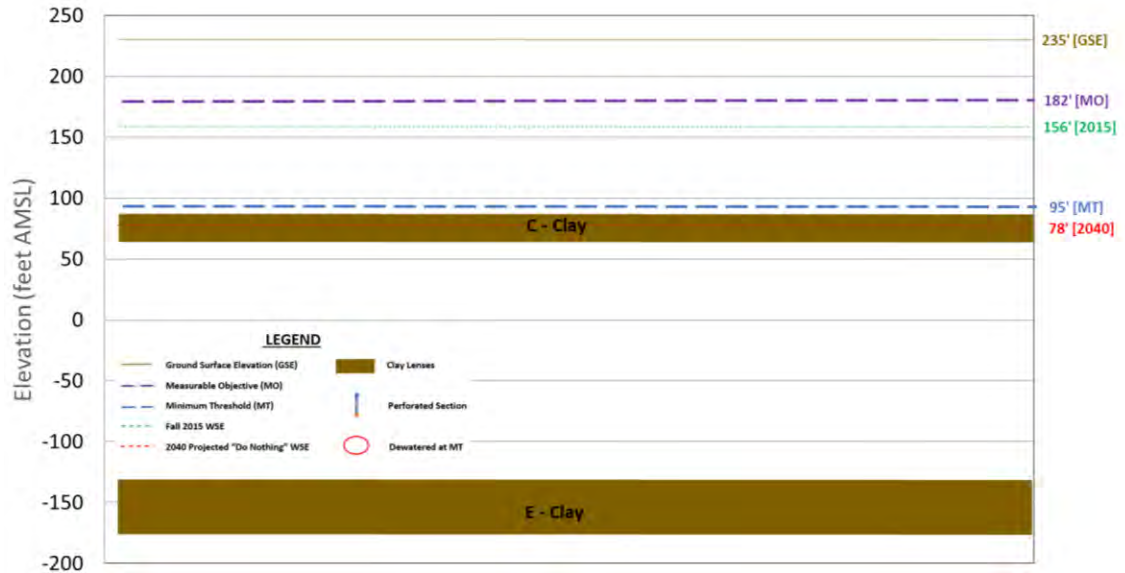 250
235' [GSE]
200
182' [MO]
150
156' [2015]
100
95' [MT]
C - Clay
78' [2040]
50
0
-50
-100
-150
-200
Elevation (feet AMSL)
LEGEND
Ground Surface Elevation (GSE)
Clay Lenses
Measurable Objective (MO)
Minimum Threshold (MT)
Perforated Section
Fall 2015 WSE
2040 Projected "Do Nothing" WSE
Dewatered at MT
E - Clay